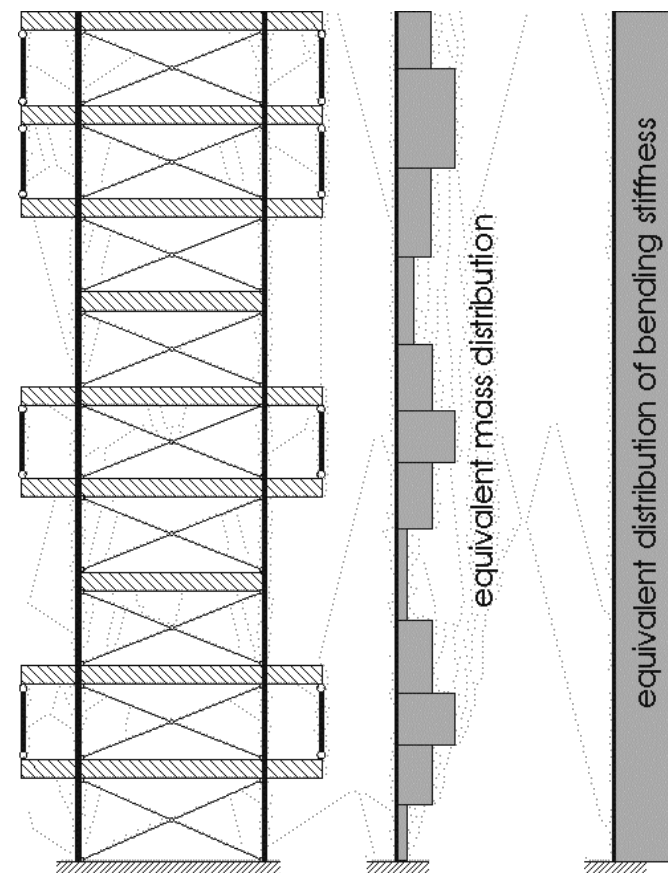 equivalent mass distribution
equivalent distribution of bending stiffness